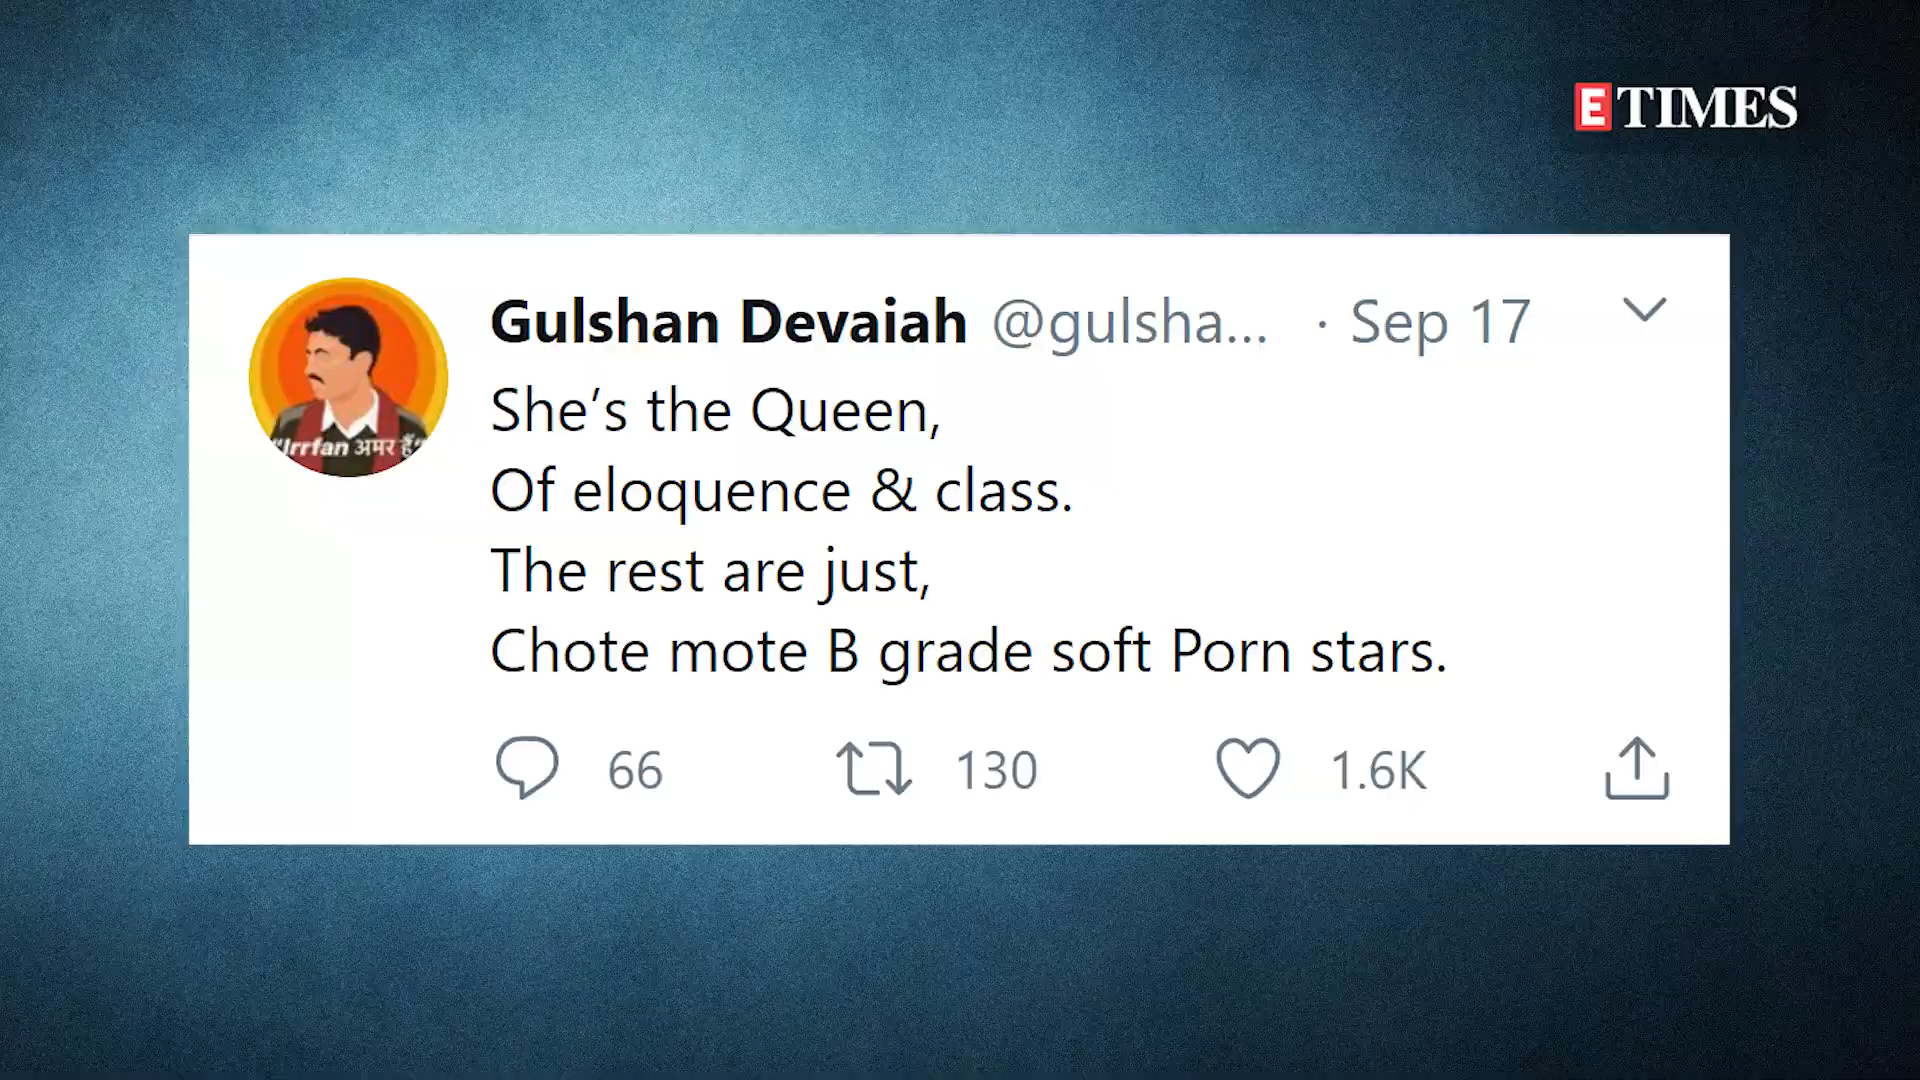 E TIMES
Gulshan Devaiah @gulsha... · Sep 17
She’s the Queen,
Of eloquence & class.
The rest are just,
Chote mote B grade soft Porn stars.
"Irrfan अमर है"
66 130 1.6K